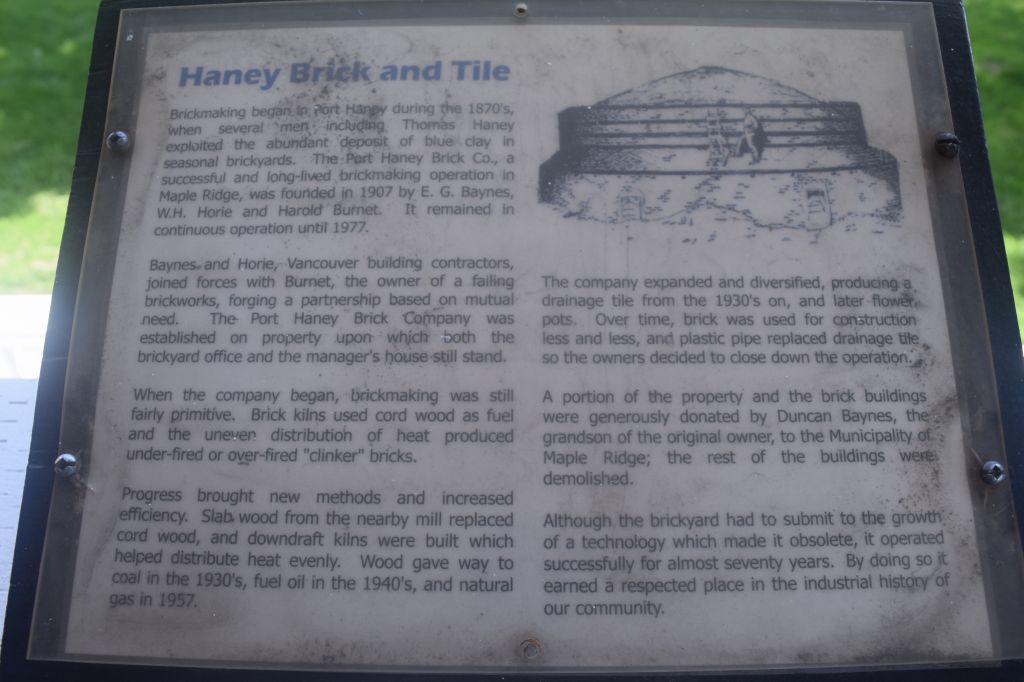 Haney Brick and Tile
Brickmaking began in Port Haney during the 1870's,
when several men including Thomas Haney
exploited the abundant deposit of blue clay in
seasonal brickyards. The Port Haney Brick Co., a
successful and long-lived brickmaking operation in
Maple Ridge, was founded in 1907 by E. G. Baynes,
W.H. Horie and Harold Burnet. It remained in
continuous operation until 1977.
Baynes and Horie, Vancouver building contractors,
joined forces with Burnet, the owner of a failing
brickworks, forging a partnership based on mutual
need. The Port Haney Brick Company was
established on property upon which both the
brickyard office and the manager's house still stand.
When the company began, brickmaking was still
fairly primitive. Brick kilns used cord wood as fuel
and the uneven distribution of heat produced
under-fired or over-fired "clinker" bricks.
Progress brought new methods and increased
efficiency. Slab wood from the nearby mill replaced
cord wood, and downdraft kilns were built which
helped distribute heat evenly. Wood gave way to
coal in the 1930's, fuel oil in the 1940's, and natural
gas in 1957.
The company expanded and diversified, producing a
drainage tile from the 1930's on, and later flower
pots. Over time, brick was used for construction
less and less, and plastic pipe replaced drainage tile
so the owners decided to close down the operation.
A portion of the property and the brick buildings
were generously donated by Duncan Baynes, the
grandson of the original owner, to the Municipality of
Maple Ridge; the rest of the buildings were
demolished.
Although the brickyard had to submit to the growth
of a technology which made it obsolete, it operated
successfully for almost seventy years. By doing so it
earned a respected place in the industrial history of
our community.